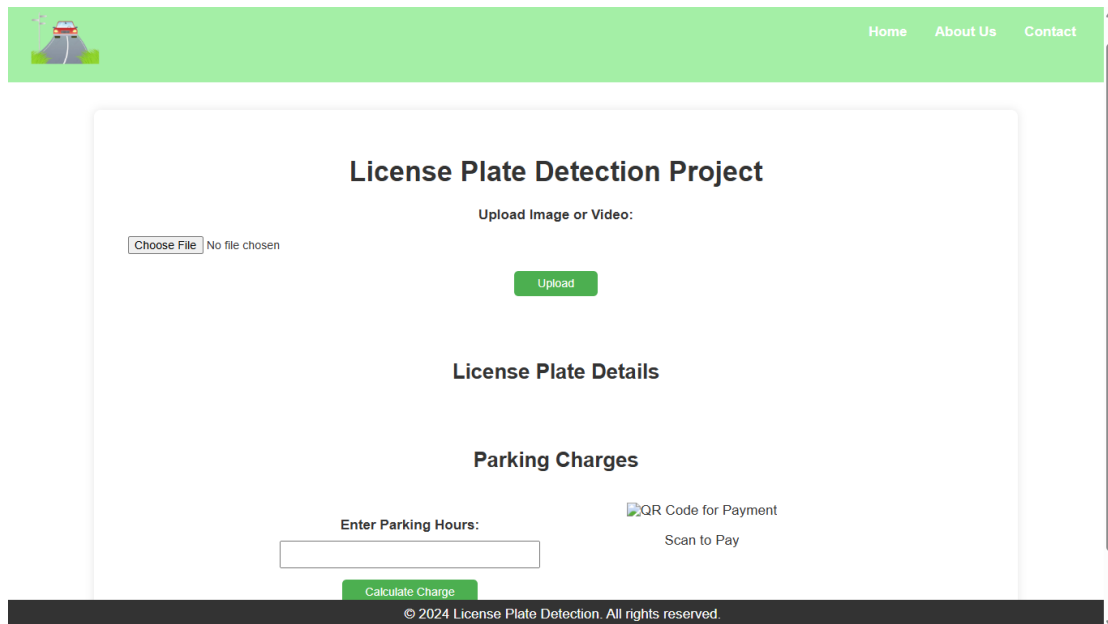 Home About Us Contact
License Plate Detection Project
Upload Image or Video:
Choose File No file chosen
Upload
License Plate Details
Parking Charges
Enter Parking Hours:
Calculate Charge
QR Code for Payment
Scan to Pay
© 2024 License Plate Detection. All rights reserved.